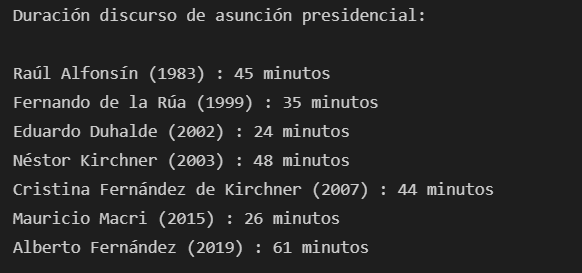 Duración discurso de asunción presidencial:
Raúl Alfonsín (1983) : 45 minutos
Fernando de la Rúa (1999) : 35 minutos
Eduardo Duhalde (2002) : 24 minutos
Néstor Kirchner (2003) : 48 minutos
Cristina Fernández de Kirchner (2007) : 44 minutos
Mauricio Macri (2015) : 26 minutos
Alberto Fernández (2019) : 61 minutos